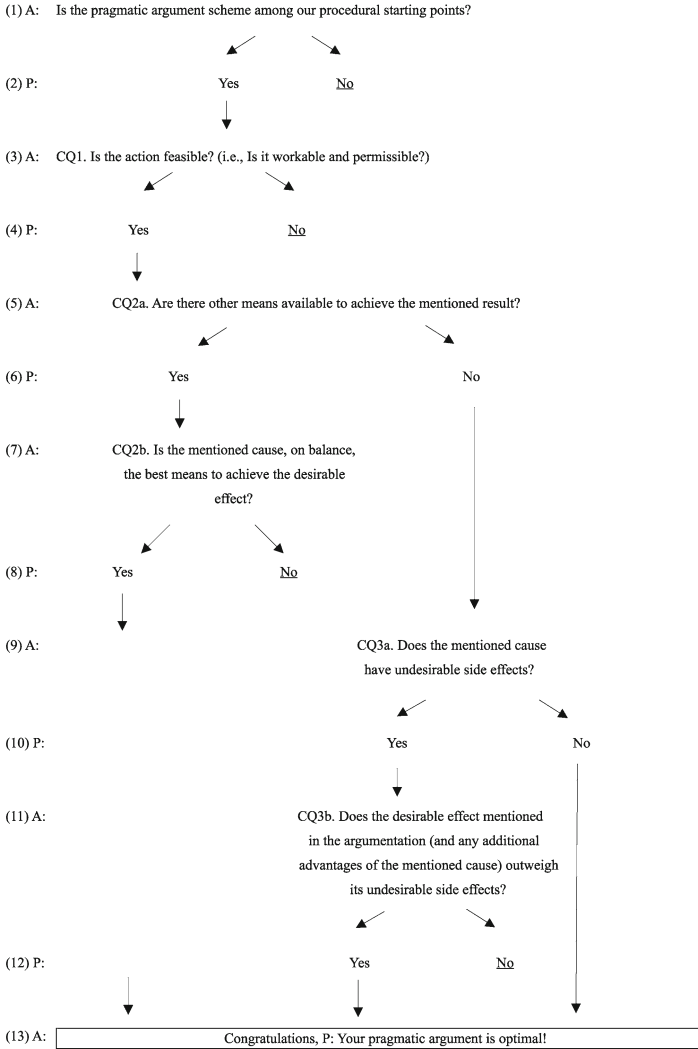 (1) A: Is the pragmatic argument scheme among our procedural starting points?
(2) P: Yes No
(3) A: CQ1. Is the action feasible? (i.e., Is it workable and permissible?)
(4) P: Yes No
(5) A: CQ2a. Are there other means available to achieve the mentioned result?
(6) P: Yes No
(7) A: CQ2b. Is the mentioned cause, on balance,
the best means to achieve the desirable
effect?
(8) P: Yes No
(9) A: CQ3a. Does the mentioned cause
have undesirable side effects?
(10) P: Yes No
(11) A: CQ3b. Does the desirable effect mentioned
in the argumentation (and any additional
advantages of the mentioned cause) outweigh
its undesirable side effects?
(12) P: Yes No
(13) A: Congratulations, P: Your pragmatic argument is optimal!